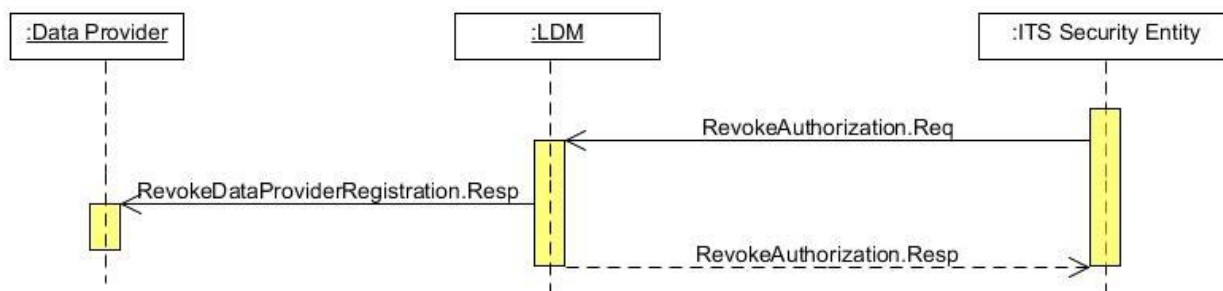 :Data Provider
:LDM
:ITS Security Entity
RevokeAuthorization.Req
RevokeDataProviderRegistration.Resp
RevokeAuthorization.Resp